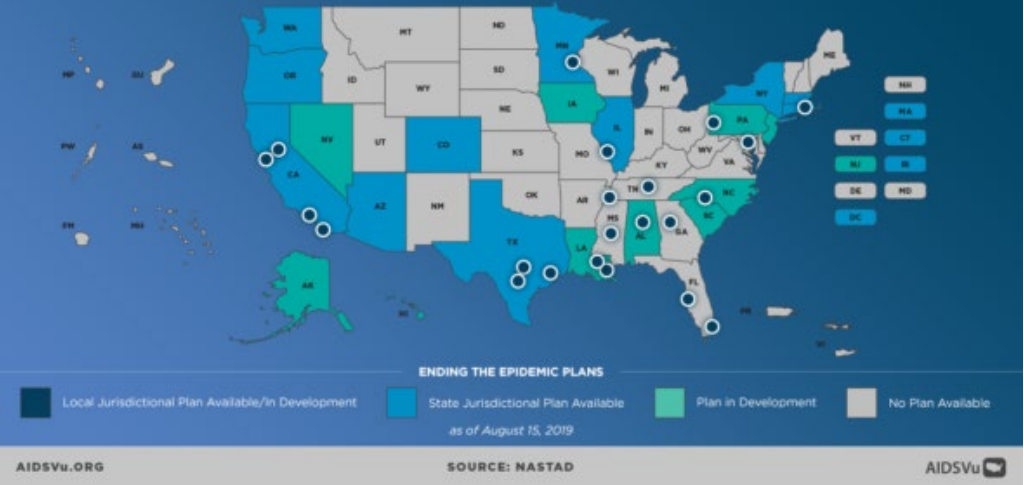 WA
MT
ND
MN
ME
MP
GU
OR
ID
SD
WI
MI
NY
NH
WY
IA
MA
NE
PA
PW
AS
NV
UT
CO
IL
IN
OH
VT
CT
CA
KS
MO
WV
VA
NJ
RI
KY
AZ
NM
OK
AR
TN
NC
DE
MD
FM
MH
MS
AL
GA
SC
DC
TX
LA
AK
HI
FL
PR
VI
ENDING THE EPIDEMIC PLANS
Local Jurisdictional Plan Available/In Development
State Jurisdictional Plan Available
Plan in Development
No Plan Available
as of August 15, 2019
AIDSVu.ORG
SOURCE: NASTAD
AIDSVu